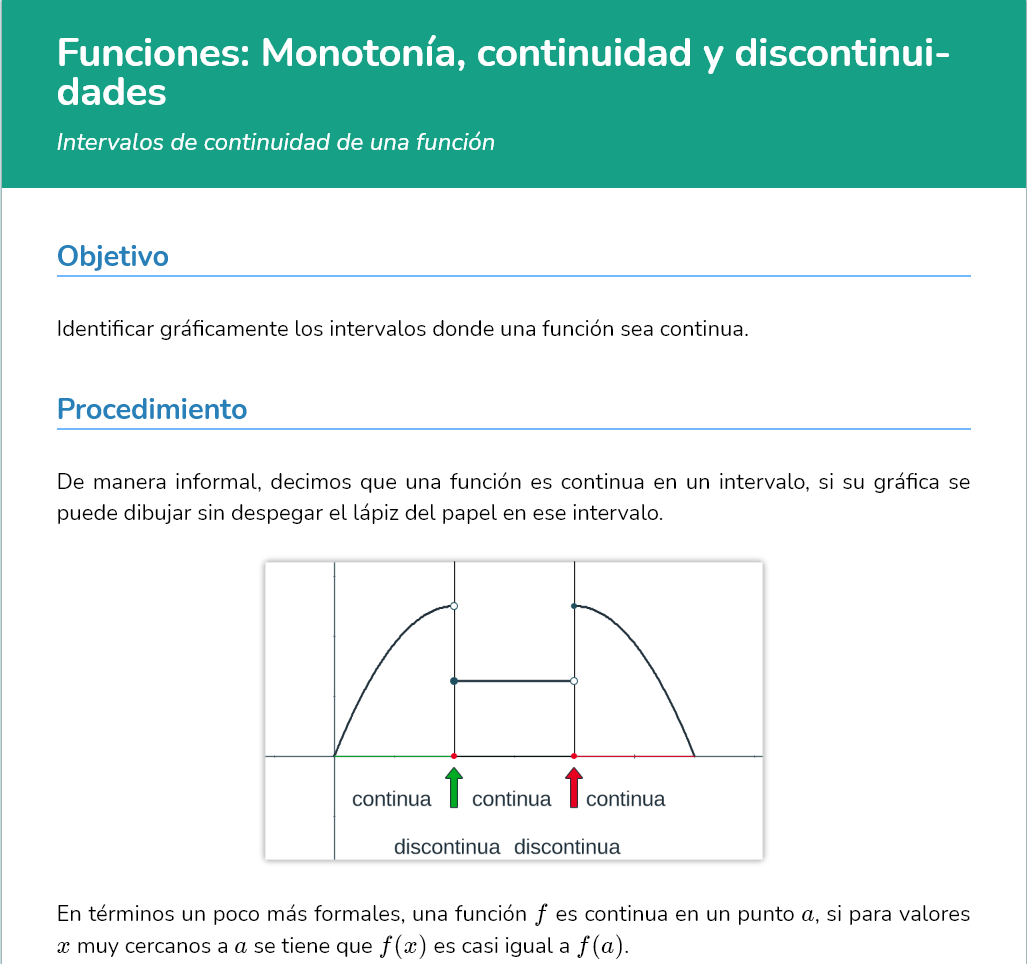 Funciones: Monotonía, continuidad y discontinui-
dades
Intervalos de continuidad de una función
Objetivo
Identificar gráficamente los intervalos donde una función sea continua.
Procedimiento
De manera informal, decimos que una función es continua en un intervalo, si su gráfica se
puede dibujar sin despegar el lápiz del papel en ese intervalo.
continua continua continua
discontinua discontinua
En términos un poco más formales, una función f es continua en un punto a, si para valores
x muy cercanos a a se tiene que f(x) es casi igual a f(a).